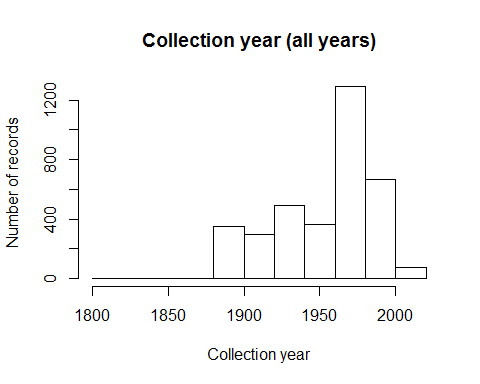 Collection year (all years)
Number of records
1200
800
400
0
1800 1850 1900 1950 2000
Collection year